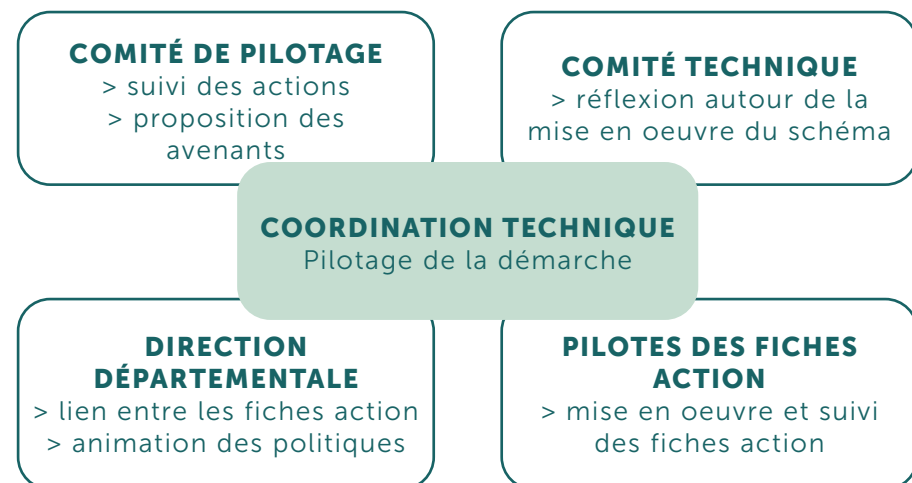 COMITÉ DE PILOTAGE
> suivi des actions
> proposition des
avenants
COMITÉ TECHNIQUE
> réflexion autour de la
mise en oeuvre du schéma
COORDINATION TECHNIQUE
Pilotage de la démarche
DIRECTION
DÉPARTEMENTALE
> lien entre les fiches action
> animation des politiques
PILOTES DES FICHES
ACTION
> mise en oeuvre et suivi
des fiches action